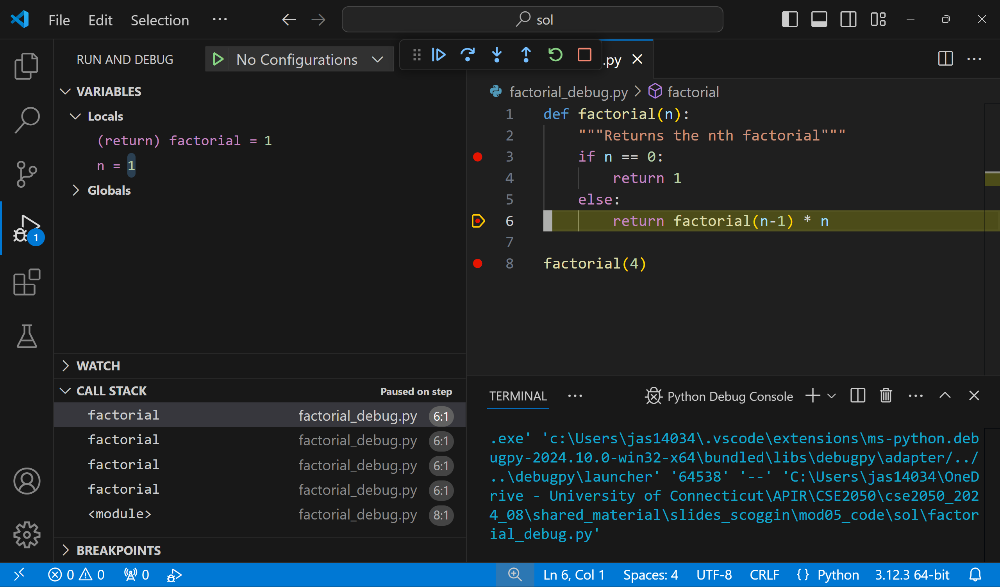 File Edit Selection ··· sol
RUN AND DEBUG No Configurations
.py
VARIABLES
Locals
(return) factorial = 1
n = 1
Globals
1
WATCH
CALL STACK Paused on step
factorial factorial_debug.py 6:1
factorial factorial_debug.py 6:1
factorial factorial_debug.py 6:1
factorial factorial_debug.py 6:1
<module> factorial_debug.py 8:1
BREAKPOINTS
factorial_debug.py > factorial
1 def factorial(n):
2 """Returns the nth factorial"""
3 if n == 0:
4 return 1
5 else:
6 return factorial(n-1) * n
7
8 factorial(4)
TERMINAL ··· Python Debug Console
.exe' 'c:\Users\jas14034\.vscode\extensions\ms-python.deb
ugpy-2024.10.0-win32-x64\bundled\libs\debugpy\adapter/../
..\debugpy\launcher' '64538' '--' 'C:\Users\jas14034\OneD
rive - University of Connecticut\APIR\CSE2050\cse2050_202
4_08\shared_material\slides_scoggin\mod05_code\sol\factor
ial_debug.py'
0 0 0 Ln 6, Col 1 Spaces: 4 UTF-8 CRLF {} Python 3.12.3 64-bit